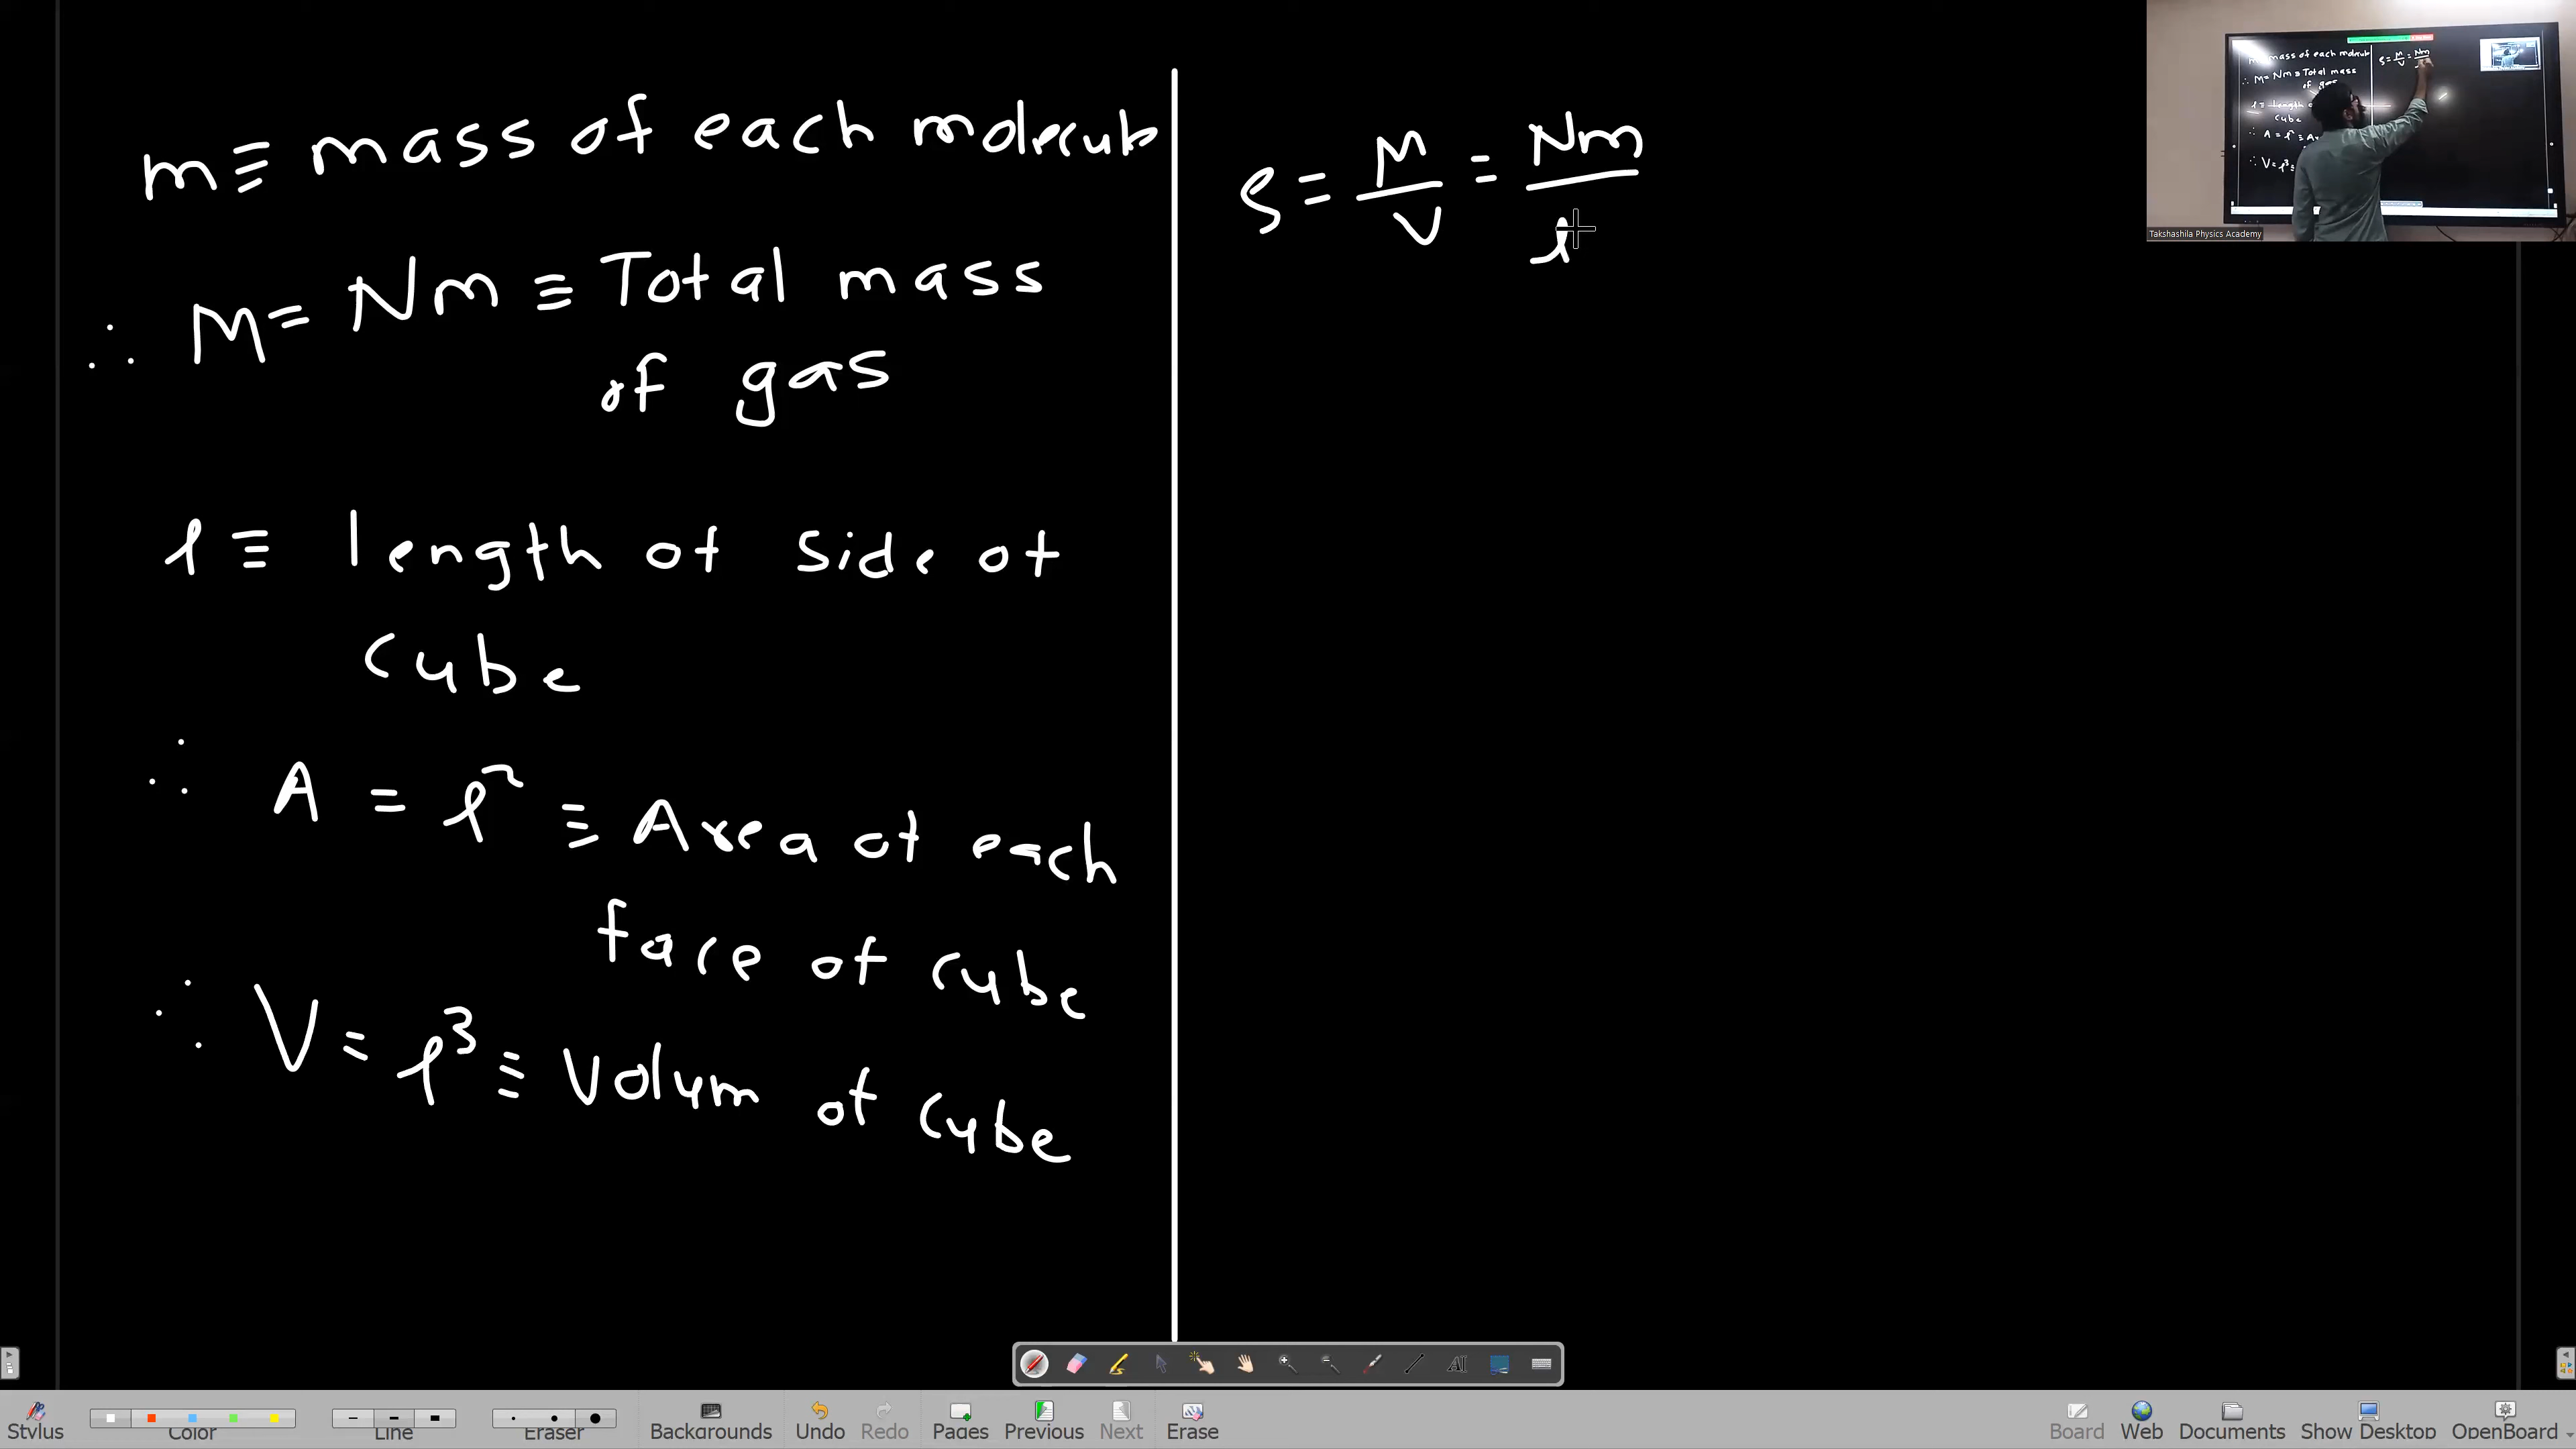 m ≡ mass of each molecule
∴ M = Nm ≡ Total mass
of gas
l ≡ length of side of
cube
∴ A = l² ≡ Area of each
face of cube
∴ V = l³ ≡ Volum of cube
ρ = M/V = Nm/l
Takshashila Physics Academy
Stylus
Color
Line
Eraser
Backgrounds
Undo
Redo
Pages
Previous
Next
Erase
Board
Web
Documents
Show Desktop
OpenBoard